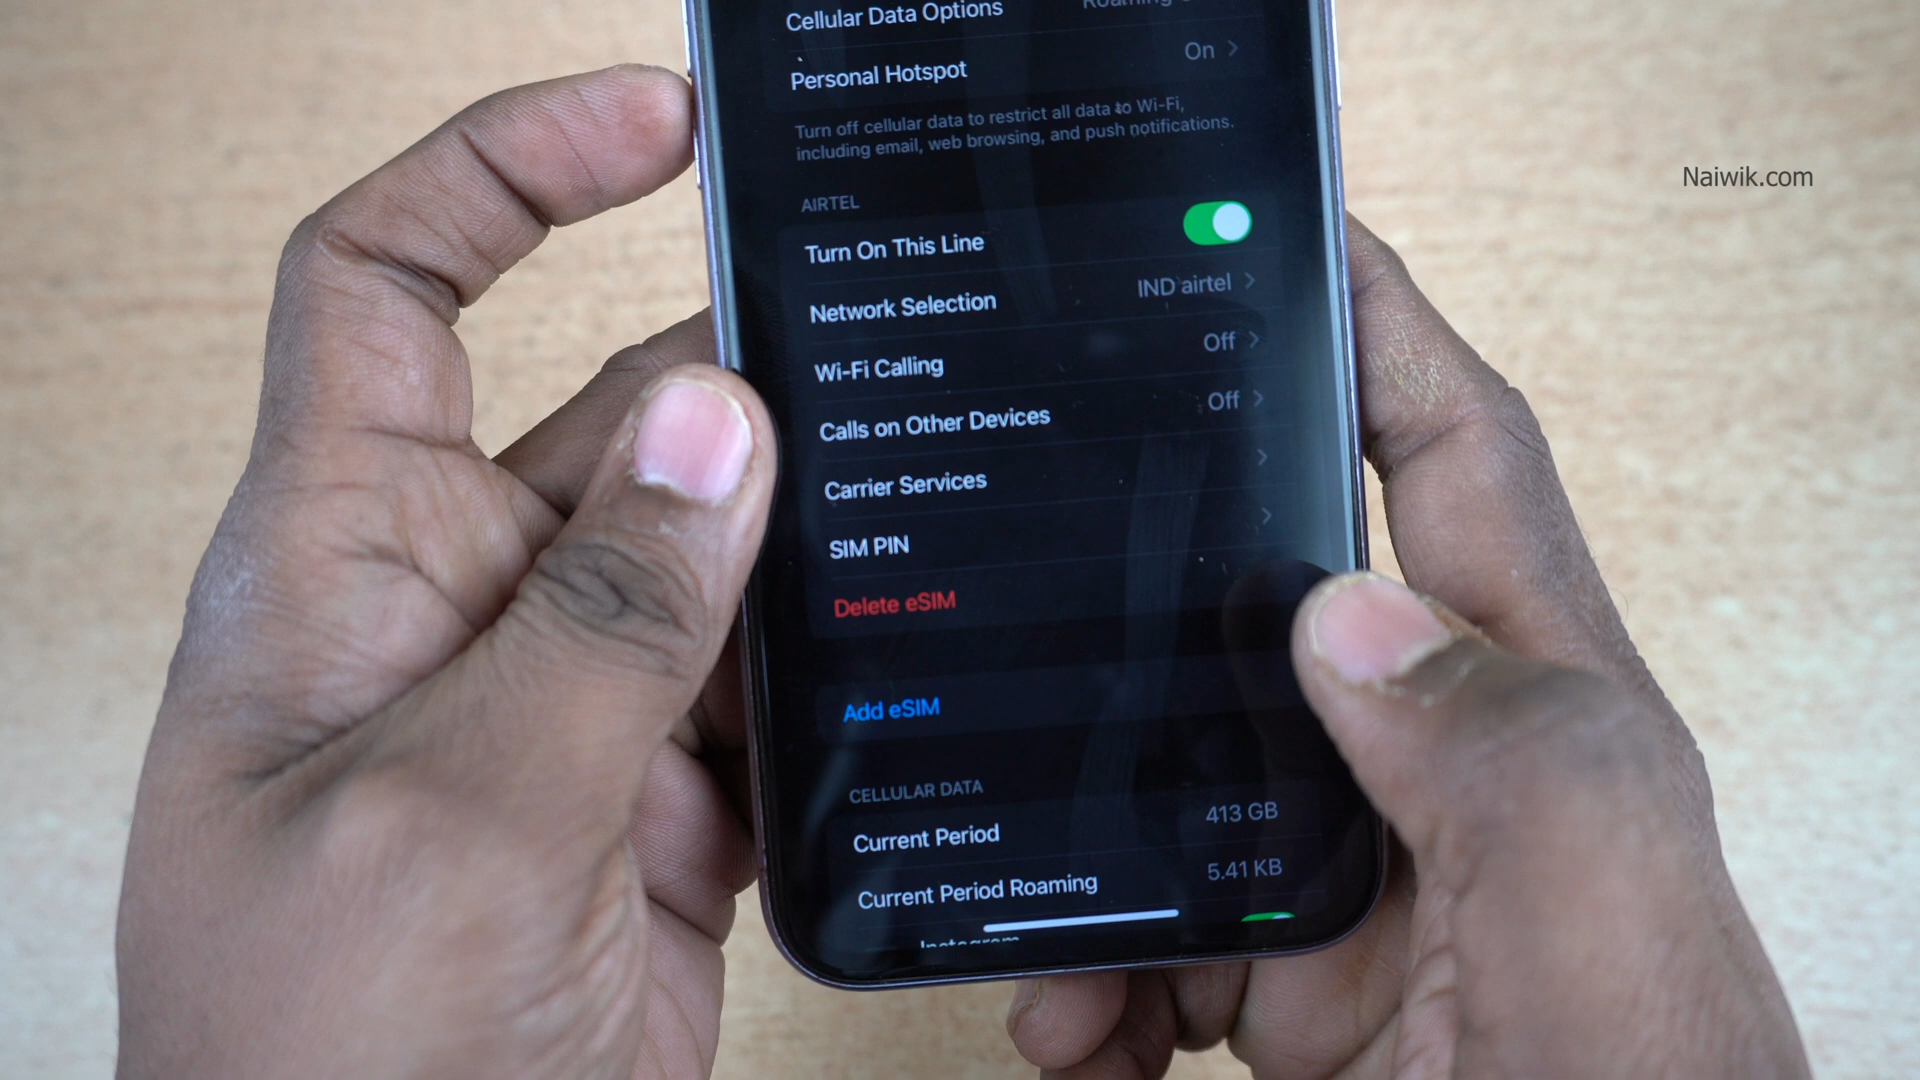 Cellular Data Options
Personal Hotspot On
Turn off cellular data to restrict all data to Wi-Fi,
including email, web browsing, and push notifications.
AIRTEL
Turn On This Line
Network Selection IND airtel
Wi-Fi Calling Off
Calls on Other Devices Off
Carrier Services
SIM PIN
Delete eSIM
Add eSIM
CELLULAR DATA
Current Period 413 GB
Current Period Roaming 5.41 KB
Naiwik.com